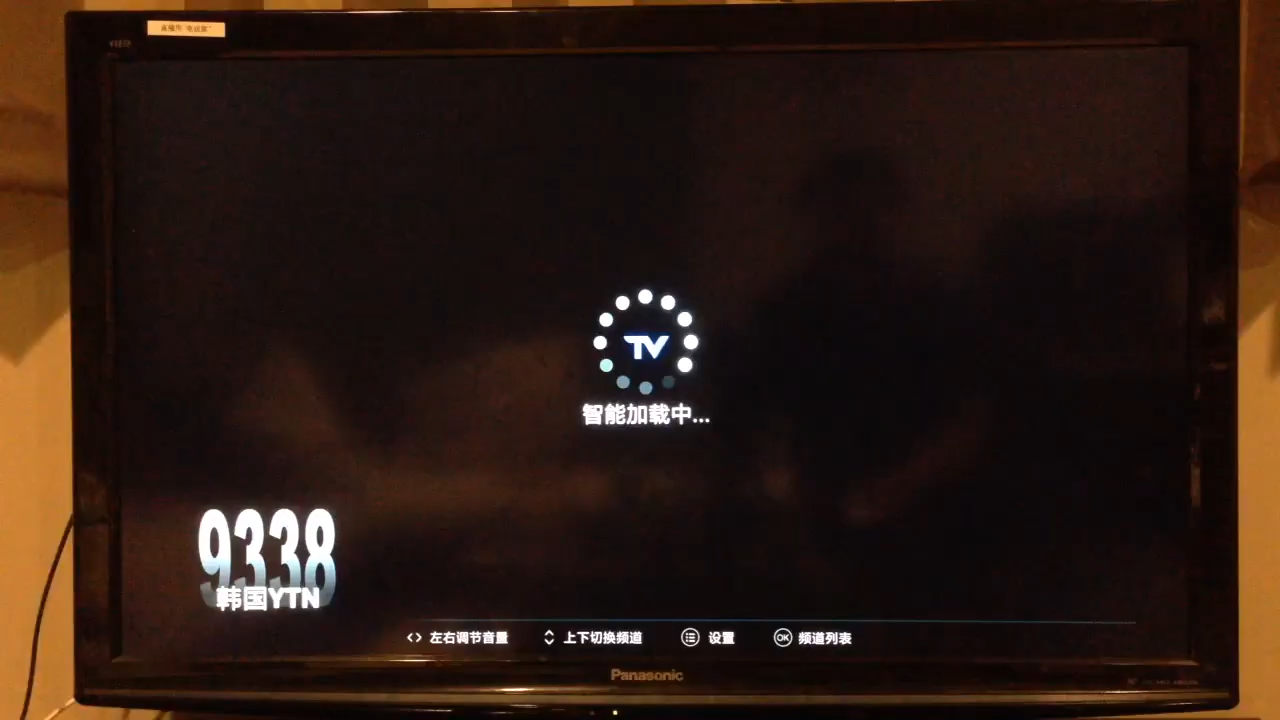 TV
智能加载中...
9338
韩国YTN
左右调节音量
上下切换频道
设置
OK 频道列表
Panasonic